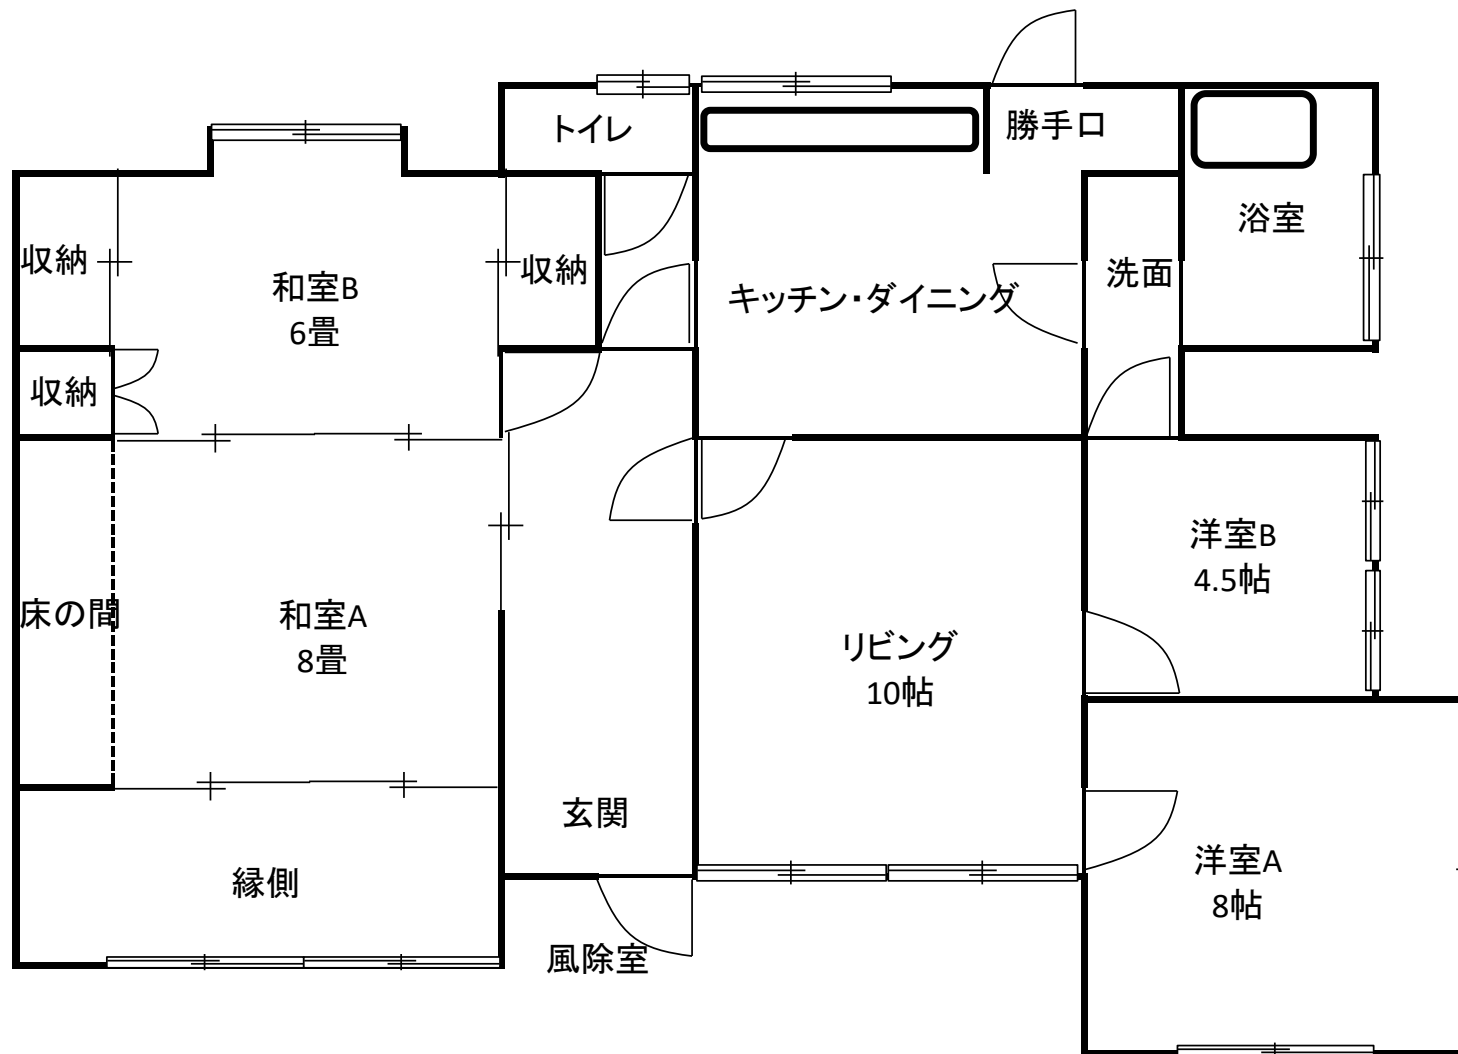 トイレ
勝手口
浴室
収納
和室B
6畳
収納
キッチン・ダイニング
洗面
収納
床の間
和室A
8畳
リビング
10帖
洋室B
4.5帖
玄関
縁側
風除室
洋室A
8帖